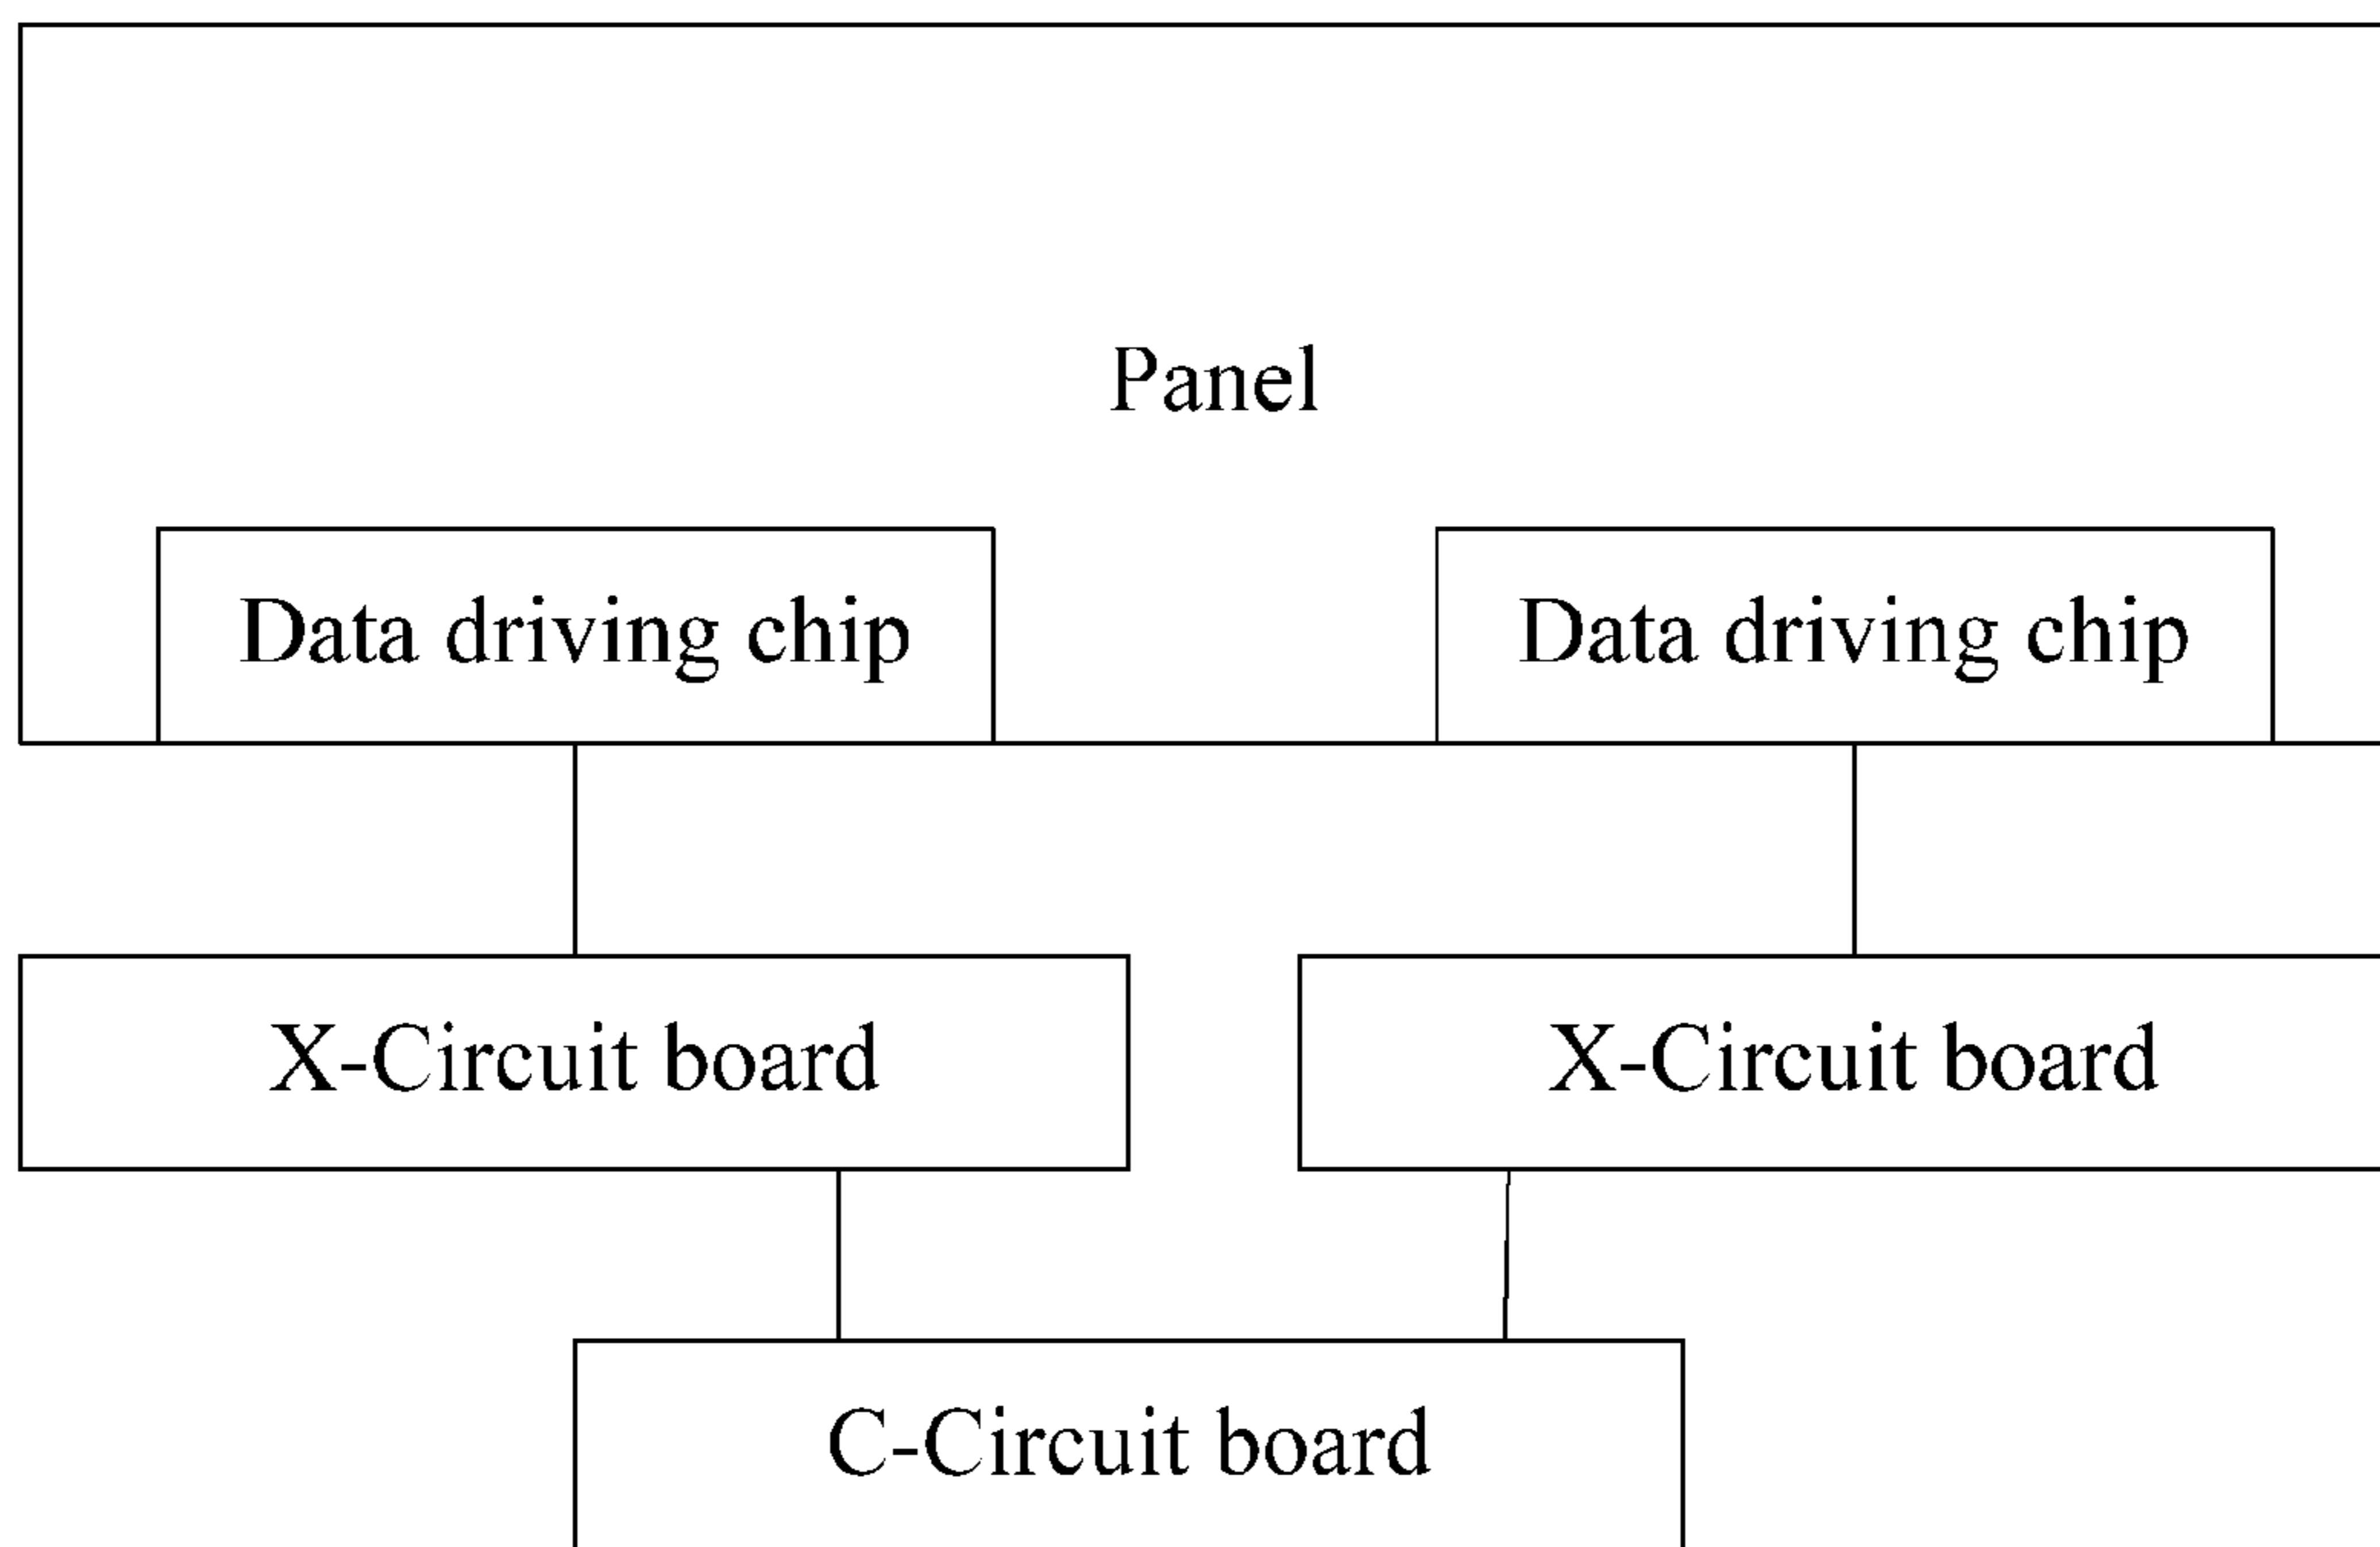 Panel
Data driving chip
Data driving chip
X-Circuit board
X-Circuit board
C-Circuit board